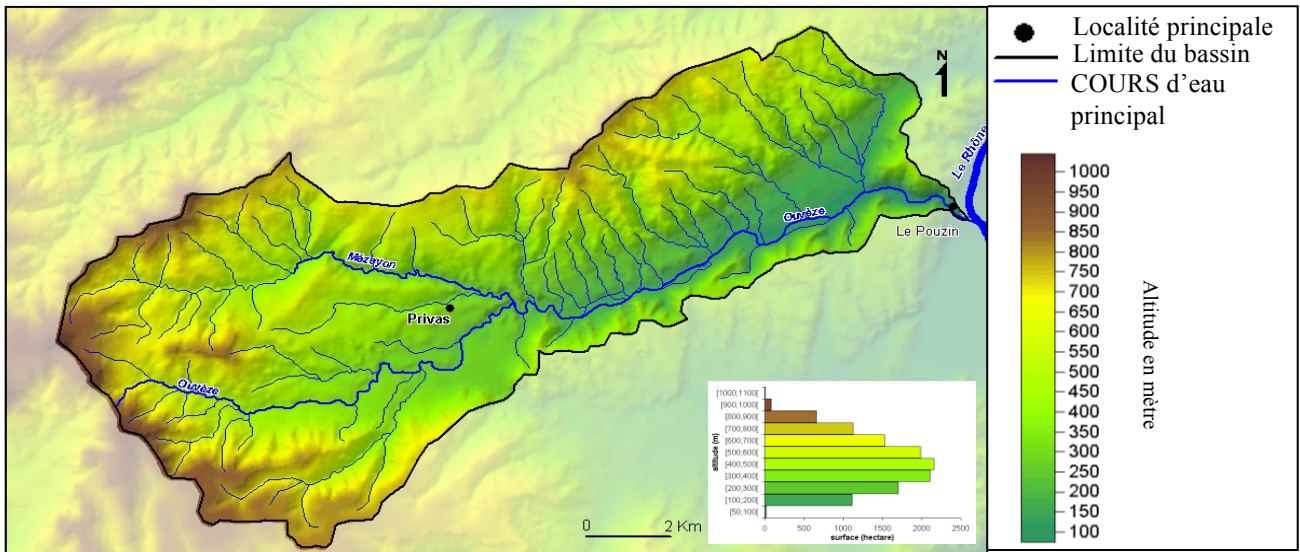 N
Le Rhône
Mézayon
Ouvèze
Le Pouzin
Privas
Ouvèze
0 2 Km
altitude (m)
[1000;1100[
[900;1000[
[800;900[
[700;800[
[600;700[
[500;600[
[400;500[
[300;400[
[200;300[
[100;200[
[50;100[
0 500 1000 1500 2000 2500
surface (hectare)
Localité principale
Limite du bassin
COURS d'eau
principal
1000
950
900
850
800
750
700
650
600
550
500
450
400
350
300
250
200
150
100
Altitude en mètre